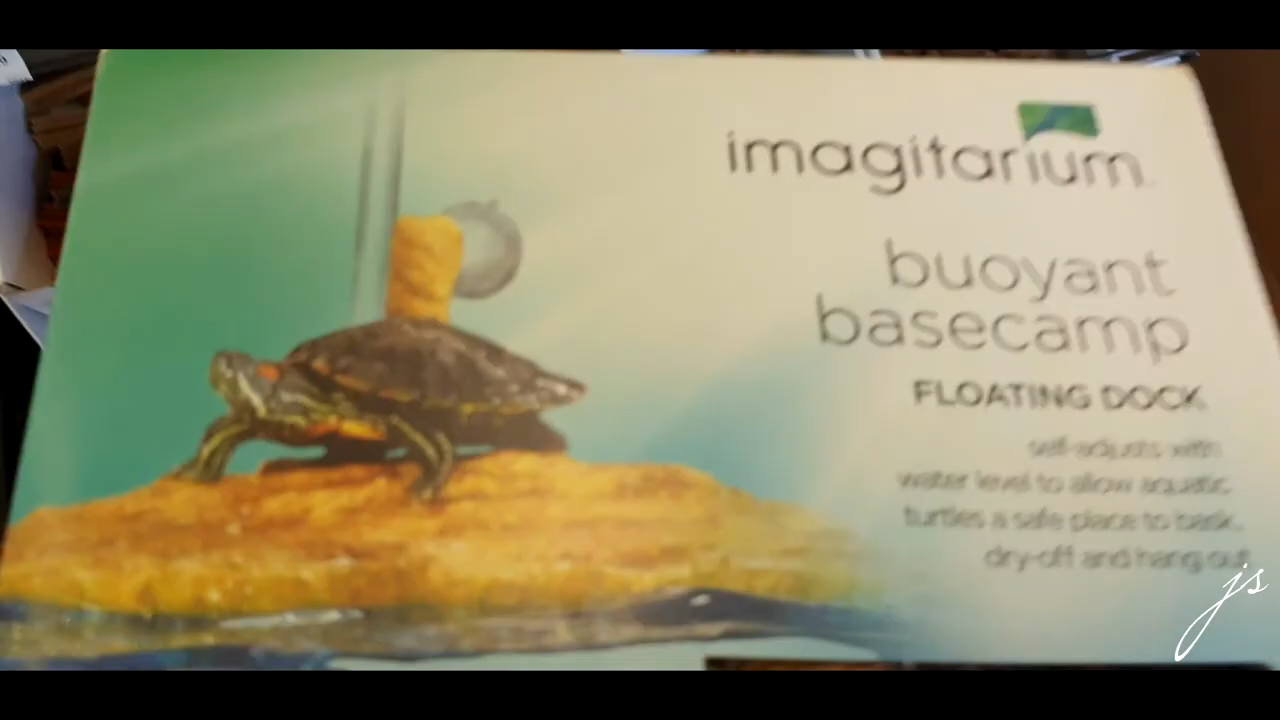 imagitarium
buoyant
basecamp
FLOATING DOCK
self-adjusts with
water level to allow aquatic
turtles a safe place to bask,
dry-off and hang out
js